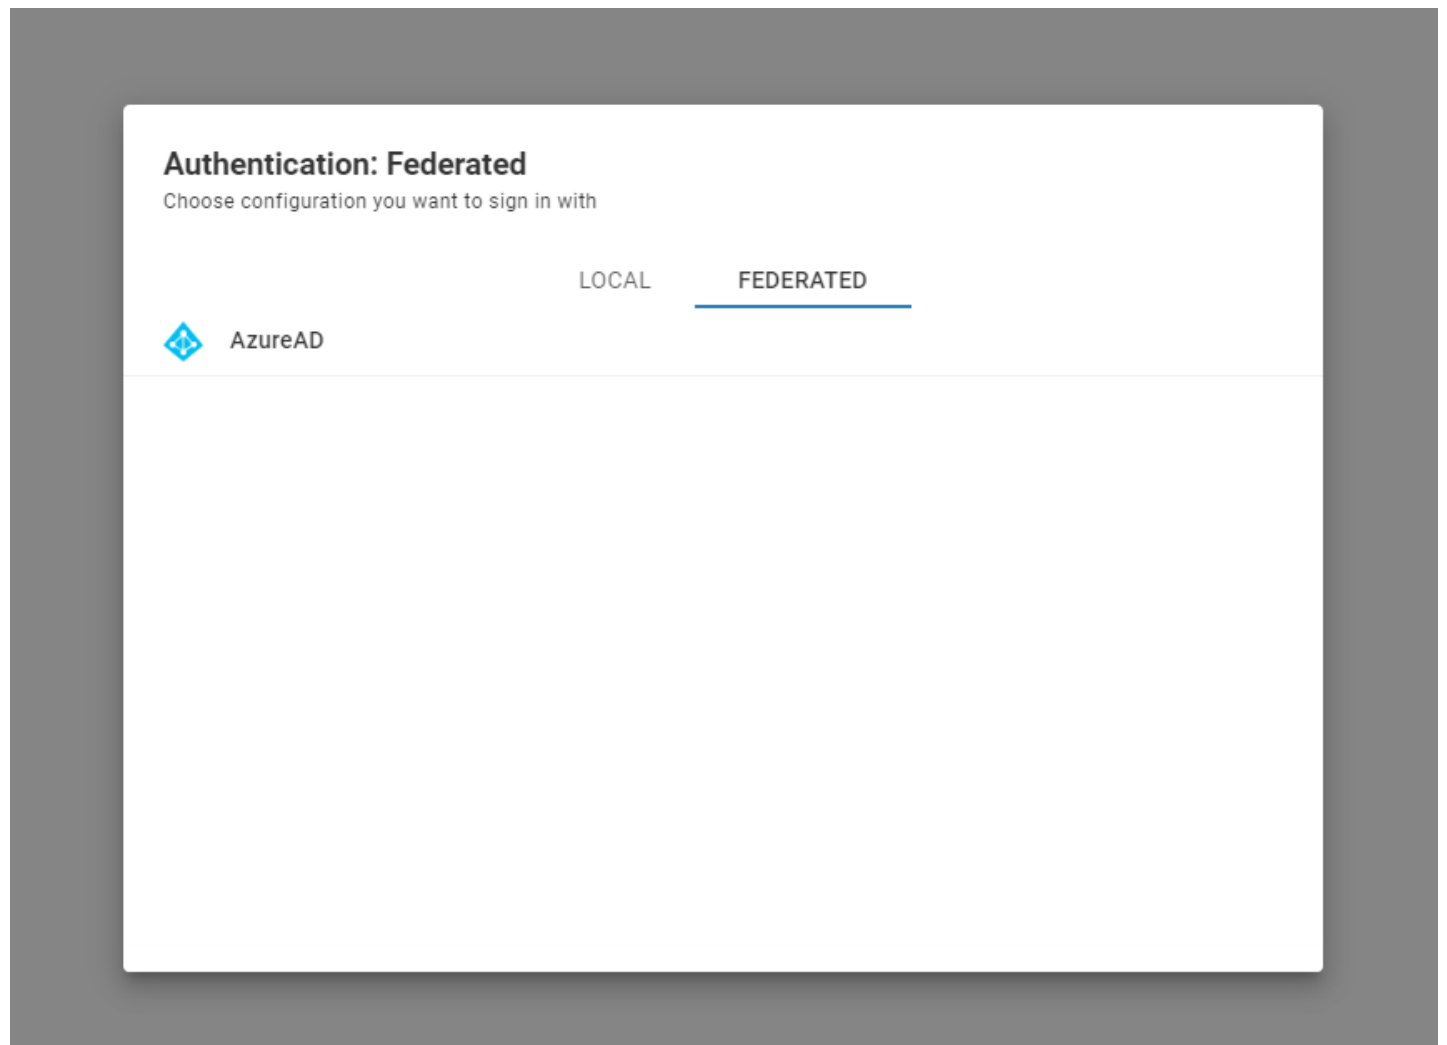 Authentication: Federated
Choose configuration you want to sign in with
LOCAL FEDERATED
AzureAD